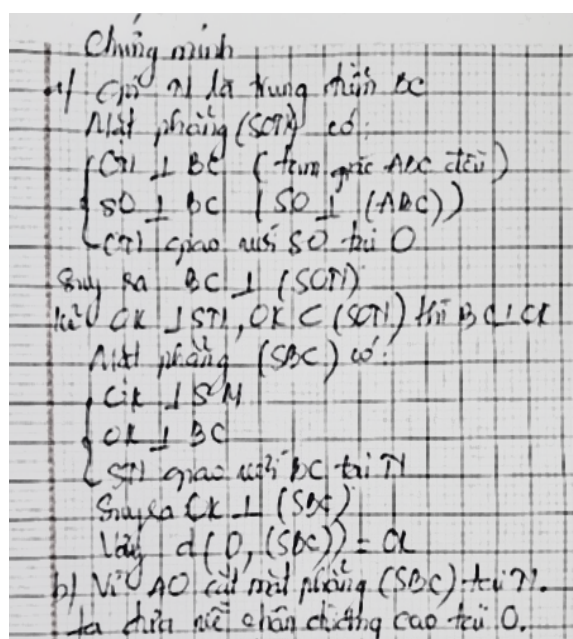 Chứng minh
a/ Gọi M là trung điểm BC
Mặt phẳng (SOM) có:
OM ⊥ BC (tam giác ABC đều)
SO ⊥ BC (SO ⊥ (ABC))
OM giao với SO tại O
Suy ra BC ⊥ (SOM)
Kẻ OK ⊥ SM, OK ⊂ (SOM) thì BC ⊥ OK
Mặt phẳng (SBC) có:
OK ⊥ SM
OK ⊥ BC
SM giao với BC tại M
Suy ra OK ⊥ (SBC)
Vậy d(O, (SBC)) = OK
b) Vì AO cắt mặt phẳng (SBC) tại M.
ta đưa về chân đường cao tại O.